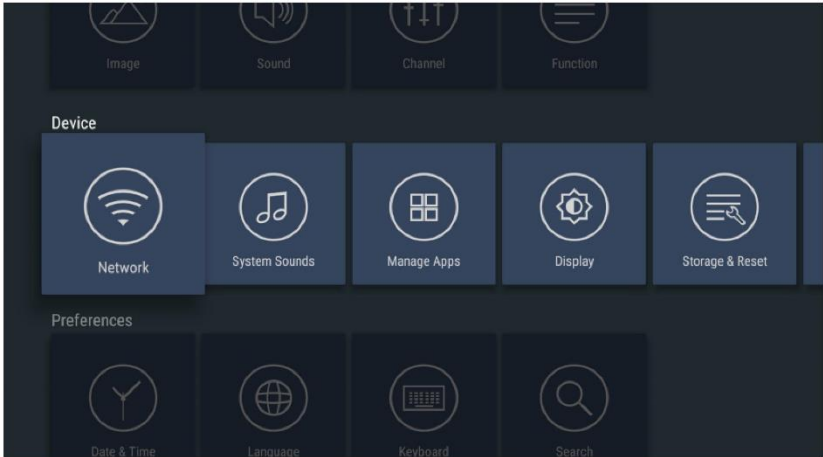 Image
Sound
Channel
Function
Device
Network
System Sounds
Manage Apps
Display
Storage & Reset
Preferences
Date & Time
Language
Keyboard
Search